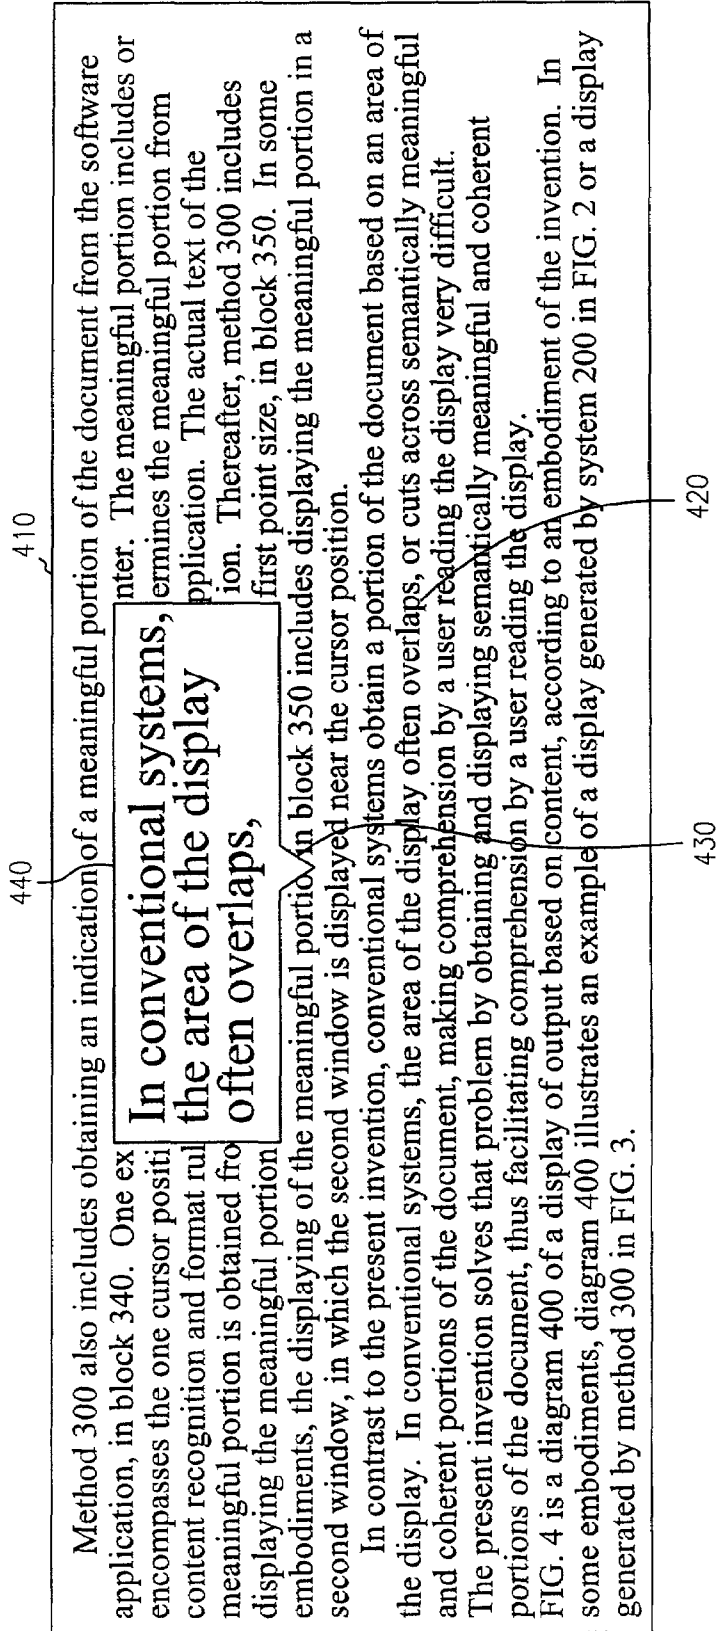 410
440
Method 300 also includes obtaining an indication of a meaningful portion of the document from the software
application, in block 340. One ex nter. The meaningful portion includes or
encompasses the one cursor positi ermines the meaningful portion from
content recognition and format rul pplication. The actual text of the
meaningful portion is obtained fro ion. Thereafter, method 300 includes
displaying the meaningful portion first point size, in block 350. In some
In conventional systems,
the area of the display
often overlaps,
embodiments, the displaying of the meaningful portio in block 350 includes displaying the meaningful portion in a
second window, in which the second window is displayed near the cursor position.
In contrast to the present invention, conventional systems obtain a portion of the document based on an area of
the display. In conventional systems, the area of the display often overlaps, or cuts across semantically meaningful
and coherent portions of the document, making comprehension by a user reading the display very difficult.
The present invention solves that problem by obtaining and displaying semantically meaningful and coherent
portions of the document, thus facilitating comprehension by a user reading the display.
FIG. 4 is a diagram 400 of a display of output based on content, according to an embodiment of the invention. In
some embodiments, diagram 400 illustrates an example of a display generated by system 200 in FIG. 2 or a display
generated by method 300 in FIG. 3.
420
430